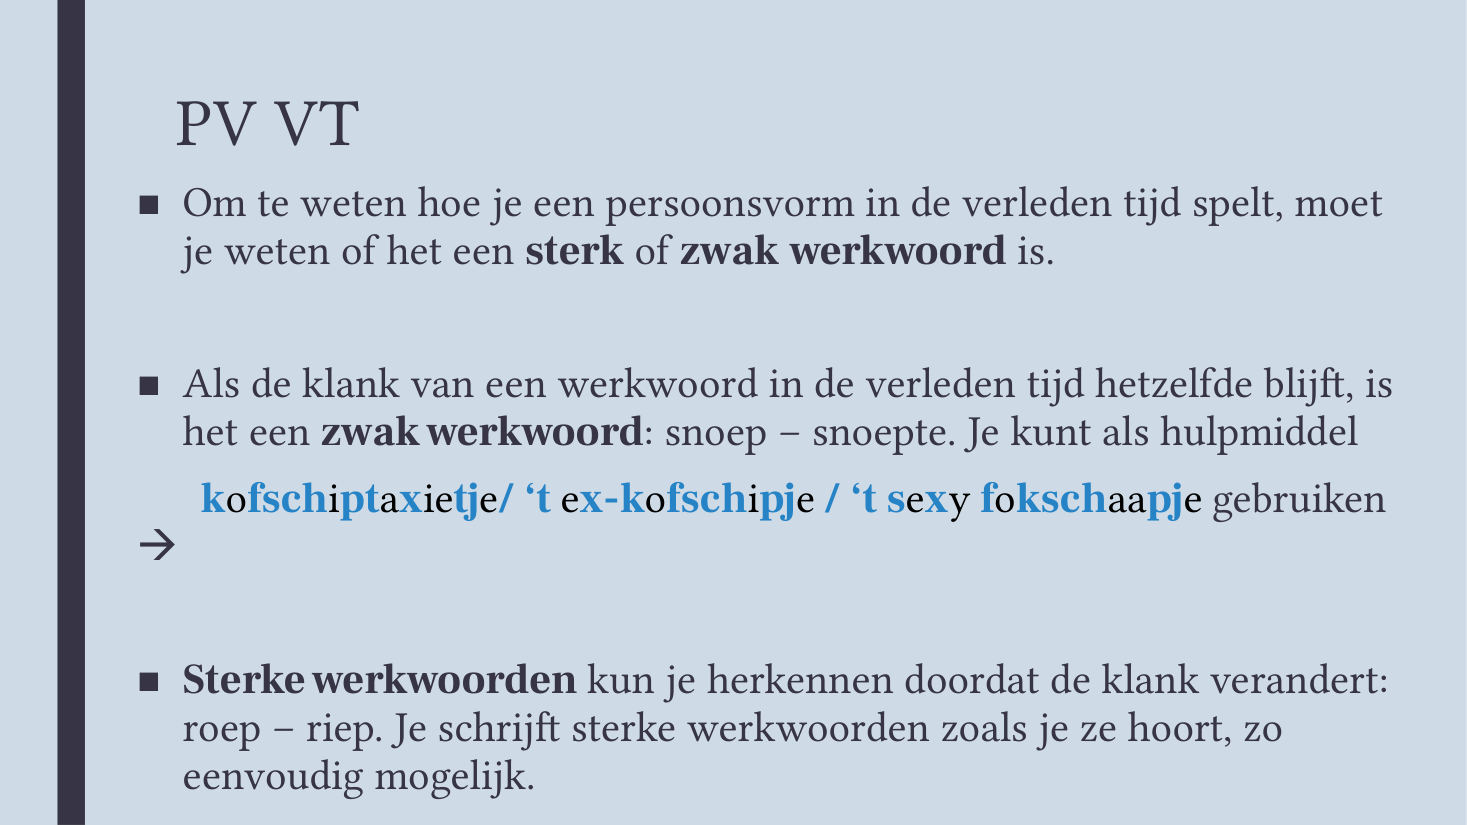 PV VT
■ Om te weten hoe je een persoonsvorm in de verleden tijd spelt, moet
je weten of het een sterk of zwak werkwoord is.
■ Als de klank van een werkwoord in de verleden tijd hetzelfde blijft, is
het een zwak werkwoord: snoep – snoepte. Je kunt als hulpmiddel
kofschiptaxietje/ ‘t ex-kofschipje / ‘t sexy fokschaapje gebruiken
→
■ Sterke werkwoorden kun je herkennen doordat de klank verandert:
roep – riep. Je schrijft sterke werkwoorden zoals je ze hoort, zo
eenvoudig mogelijk.